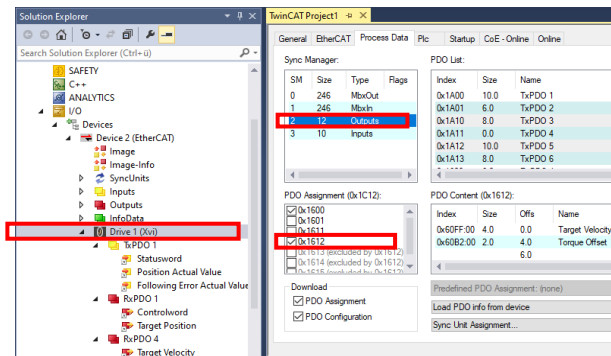 Solution Explorer
Search Solution Explorer (Ctrl+ü)
SAFETY
C++
ANALYTICS
I/O
Devices
Device 2 (EtherCAT)
Image
Image-Info
SyncUnits
Inputs
Outputs
InfoData
Drive 1 (Xvi)
TxPDO 1
Statusword
Position Actual Value
Following Error Actual Value
RxPDO 1
Controlword
Target Position
RxPDO 4
Target Velocity
TwinCAT Project1
General EtherCAT Process Data Plc Startup CoE - Online Online
Sync Manager:
SM Size Type Flags
0 246 MbxOut
1 246 MbxIn
2 12 Outputs
3 10 Inputs
PDO List:
Index Size Name
0x1A00 10.0 TxPDO 1
0x1A01 6.0 TxPDO 2
0x1A10 8.0 TxPDO 3
0x1A11 0.0 TxPDO 4
0x1A12 10.0 TxPDO 5
0x1A13 8.0 TxPDO 6
PDO Assignment (0x1C12):
0x1600
0x1601
0x1611
0x1612
0x1613 (excluded by 0x1612)
0x1614 (excluded by 0x1612)
0x1615 (excluded by 0x1612)
PDO Content (0x1612):
Index Size Offs Name
0x60FF:00 4.0 0.0 Target Velocity
0x60B2:00 2.0 4.0 Torque Offset
6.0
Download
PDO Assignment
PDO Configuration
Predefined PDO Assignment: (none)
Load PDO info from device
Sync Unit Assignment...